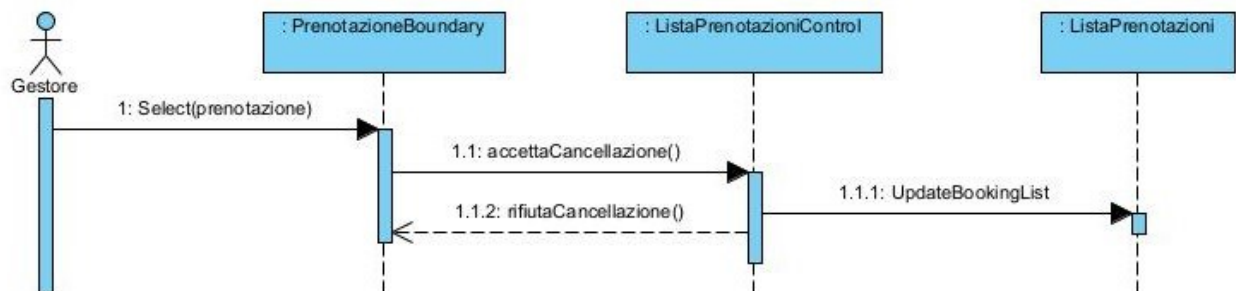 : PrenotazioneBoundary
: ListaPrenotazioniControl
: ListaPrenotazioni
Gestore
1: Select(prenotazione)
1.1: accettaCancellazione()
1.1.1: UpdateBookingList
1.1.2: rifiutaCancellazione()